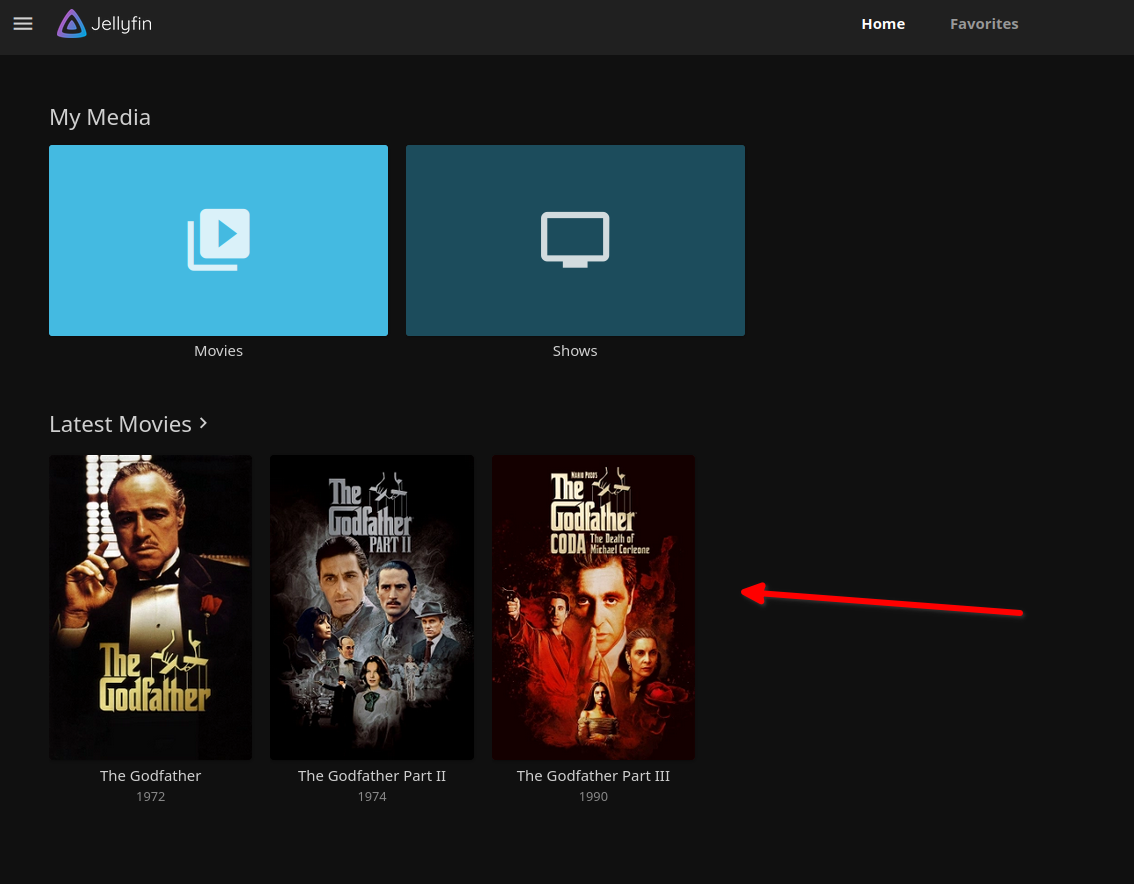 Jellyfin
Home
Favorites
My Media
Movies
Shows
Latest Movies
The
Godfather
The
Godfather
PART II
MARIO PUZO'S
The
Godfather
CODA The Death of
Michael Corleone
The Godfather
1972
The Godfather Part II
1974
The Godfather Part III
1990